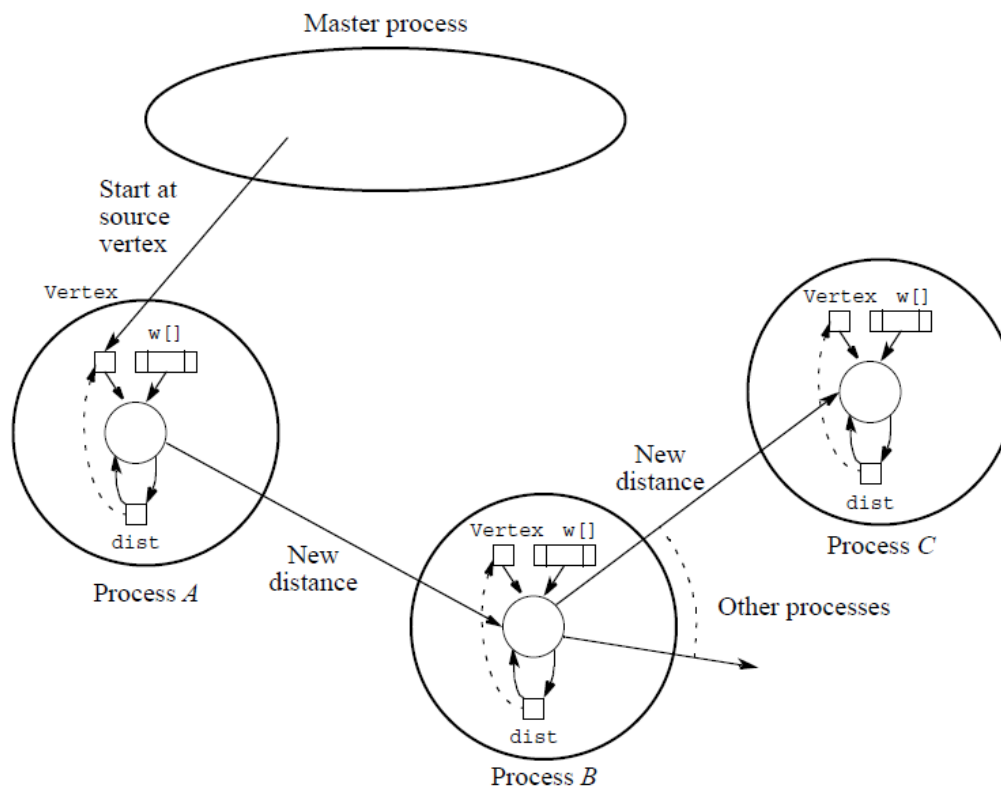 Master process
Start at
source
vertex
Vertex
w[]
dist
Process A
New
distance
Vertex w[]
dist
Process B
New
distance
Vertex w[]
dist
Process C
Other processes